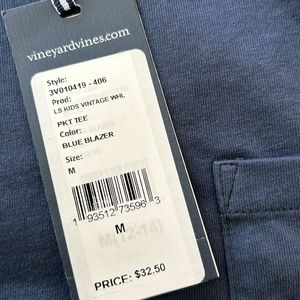 vineyardvines.com
Style:
3V010419 - 406
Prod:
LS KIDS VINTAGE WHL
PKT TEE
Color:
BLUE BLAZER
Size:
M
1 93512 73596 3
M
M(12-14)
PRICE: $32.50